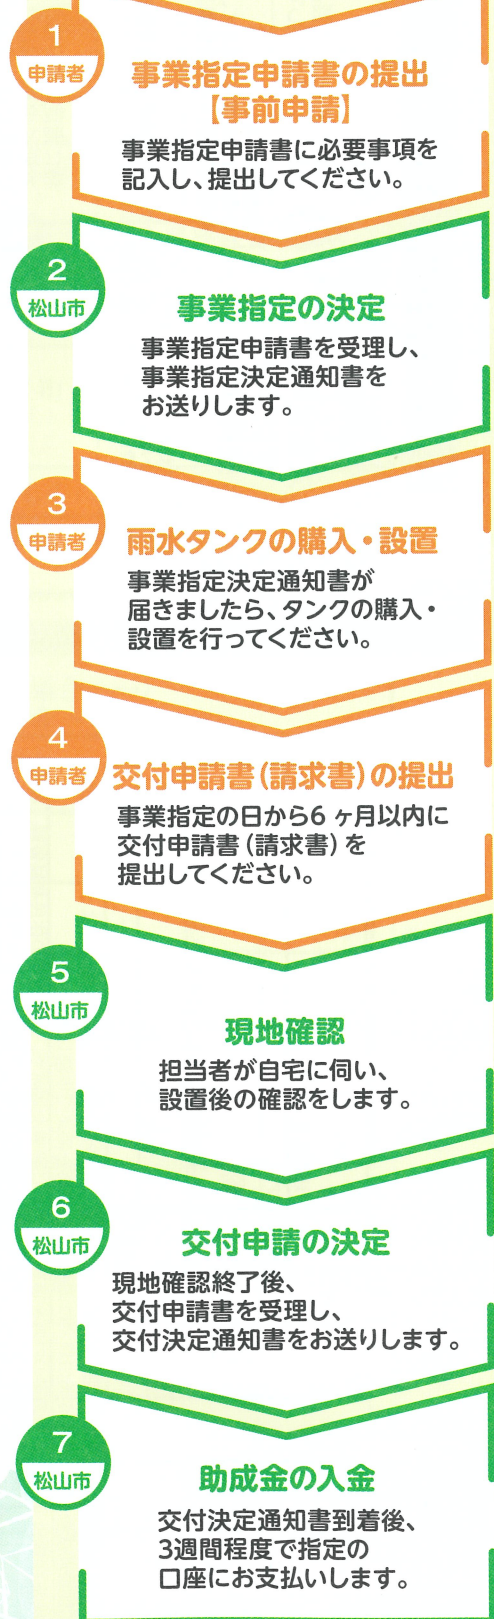 1
申請者
事業指定申請書の提出
【事前申請】
事業指定申請書に必要事項を
記入し、提出してください。
2
松山市
事業指定の決定
事業指定申請書を受理し、
事業指定決定通知書を
お送りします。
3
申請者
雨水タンクの購入・設置
事業指定決定通知書が
届きましたら、タンクの購入・
設置を行ってください。
4
申請者
交付申請書(請求書)の提出
事業指定の日から6ヶ月以内に
交付申請書(請求書)を
提出してください。
5
松山市
現地確認
担当者が自宅に伺い、
設置後の確認をします。
6
松山市
交付申請の決定
現地確認終了後、
交付申請書を受理し、
交付決定通知書をお送りします。
7
松山市
助成金の入金
交付決定通知書到着後、
3週間程度で指定の
口座にお支払いします。